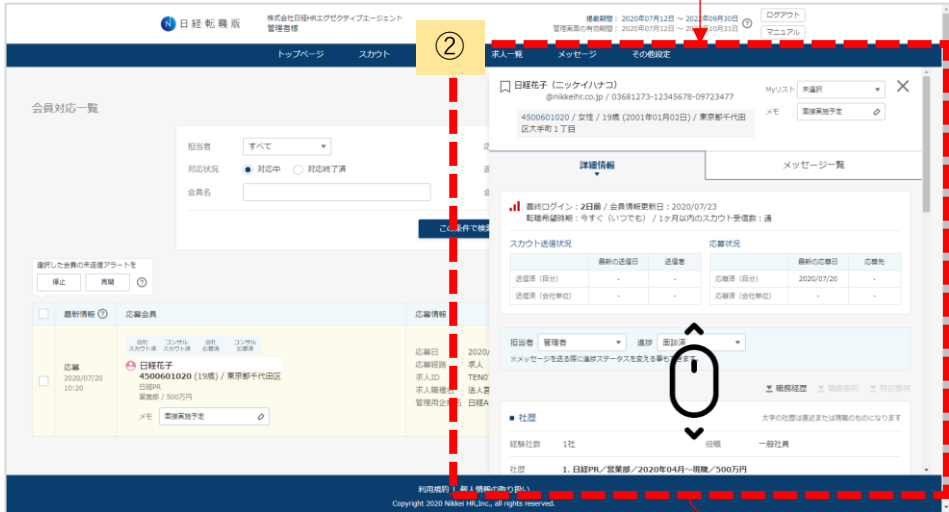 日経転職版
株式会社日経HRエグゼクティブエージェント
管理者様
掲載期間： 2020年07月12日 ～ 2022年09月30日
管理画面の有効期間： 2020年07月12日 ～ 2022年10月31日
ログアウト
マニュアル
トップページ
スカウト
②
求人一覧
メッセージ
その他設定
会員対応一覧
担当者
すべて
対応状況
対応中
対応終了済
会員名
この条件で検索
選択した会員の未返信アラートを
停止
再開
最新情報
応募会員
応募情報
自社
スカウト済
コンサル
スカウト済
自社
応募済
コンサル
応募済
応募
2020/07/20
10:20
日経花子
4500601020 (19歳) / 東京都千代田区
日経PR
営業部 / 500万円
メモ
面接実施予定
応募日 2020/
応募経路 求人
求人ID TENO
求人職種名 法人営
管理用企業名 日経A
日経花子（ニッケイハナコ）
@nikkeihr.co.jp / 03681273-12345678-09723477
4500601020 / 女性 / 19歳 (2001年01月02日) / 東京都千代田
区大手町１丁目
Myリスト
未選択
メモ
面接実施予定
詳細情報
メッセージ一覧
最終ログイン：2日前 / 会員情報更新日：2020/07/23
転職希望時期：今すぐ（いつでも） / 1ヶ月以内のスカウト受信数：通
スカウト送信状況
最新の送信日 送信者
送信済（自分） - -
送信済（会社単位） - -
応募状況
最新の応募日 応募先
応募済（自分） 2020/07/20 -
応募済（会社単位） - -
担当者
管理者
進捗
面談済
※メッセージを送る際に進捗ステータスを変える事もできます。
職務経歴
職務要約
特記事項
社歴
太字の社歴は直近または現職のものになります
経験社数 1社
役職 一般社員
社歴 1. 日経PR／営業部／2020年04月～現職／500万円
利用規約 | 個人情報の取り扱い
Copyright 2020 Nikkei HR,Inc., all rights reserved.